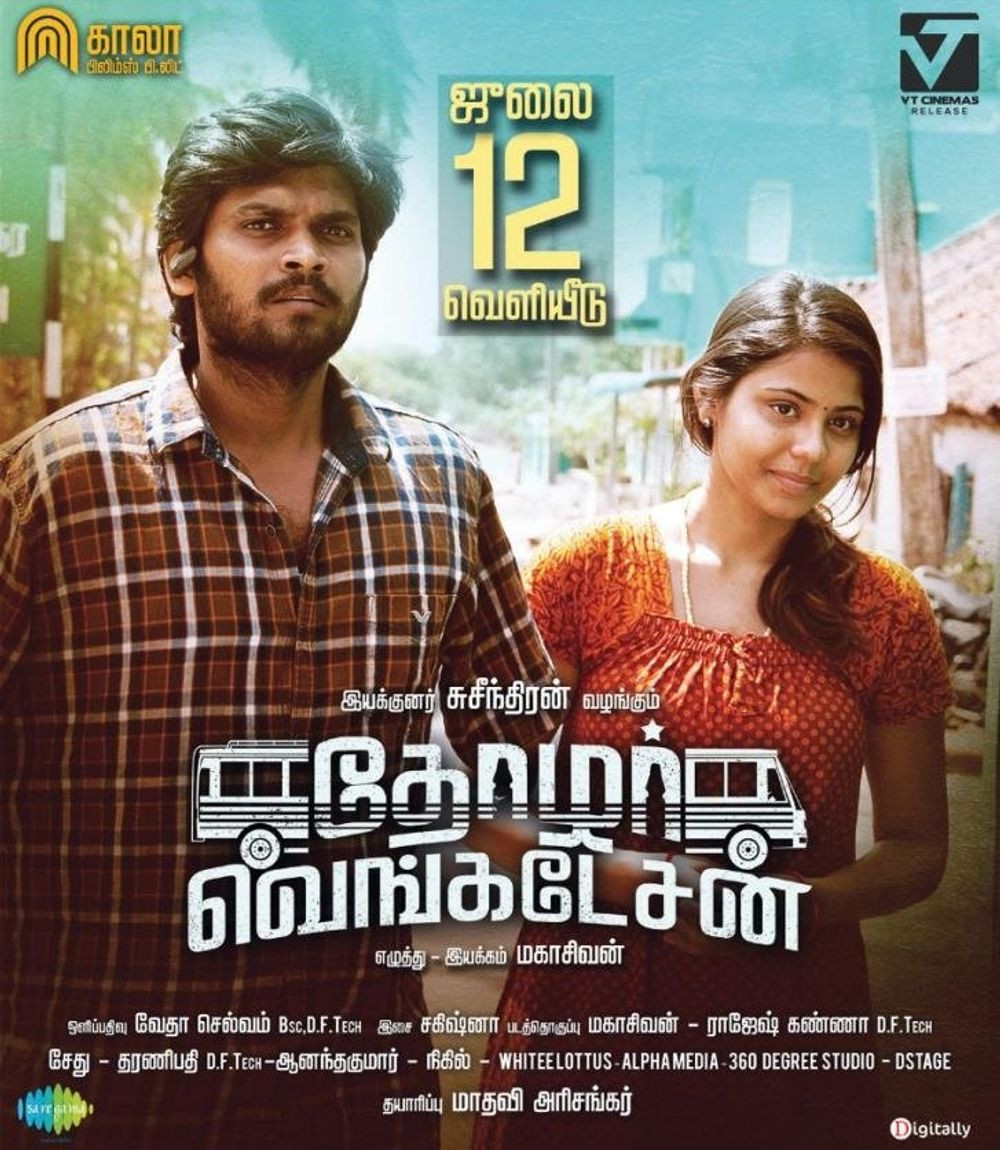 காலா
பிலிம்ஸ் பி.லிட்
VT CINEMAS
RELEASE
ஜுலை
12
வெளியீடு
இயக்குனர் சுசீந்திரன் வழங்கும்
தோழர்
வெங்கடேசன்
எழுத்து - இயக்கம் மகாசிவன்
ஒளிப்பதிவு வேதா செல்வம் BSC,D.F.TECH இசை சகிஷ்னா படத்தொகுப்பு மகாசிவன் - ராஜேஷ் கண்ணா D.F.TECH
சேது - தரணிபதி D.F.TECH - ஆனந்தகுமார் - நிகில் - WHITEE LOTTUS - ALPHA MEDIA - 360 DEGREE STUDIO - DSTAGE
தயாரிப்பு மாதவி அரிசங்கர்
saregama
Digitally